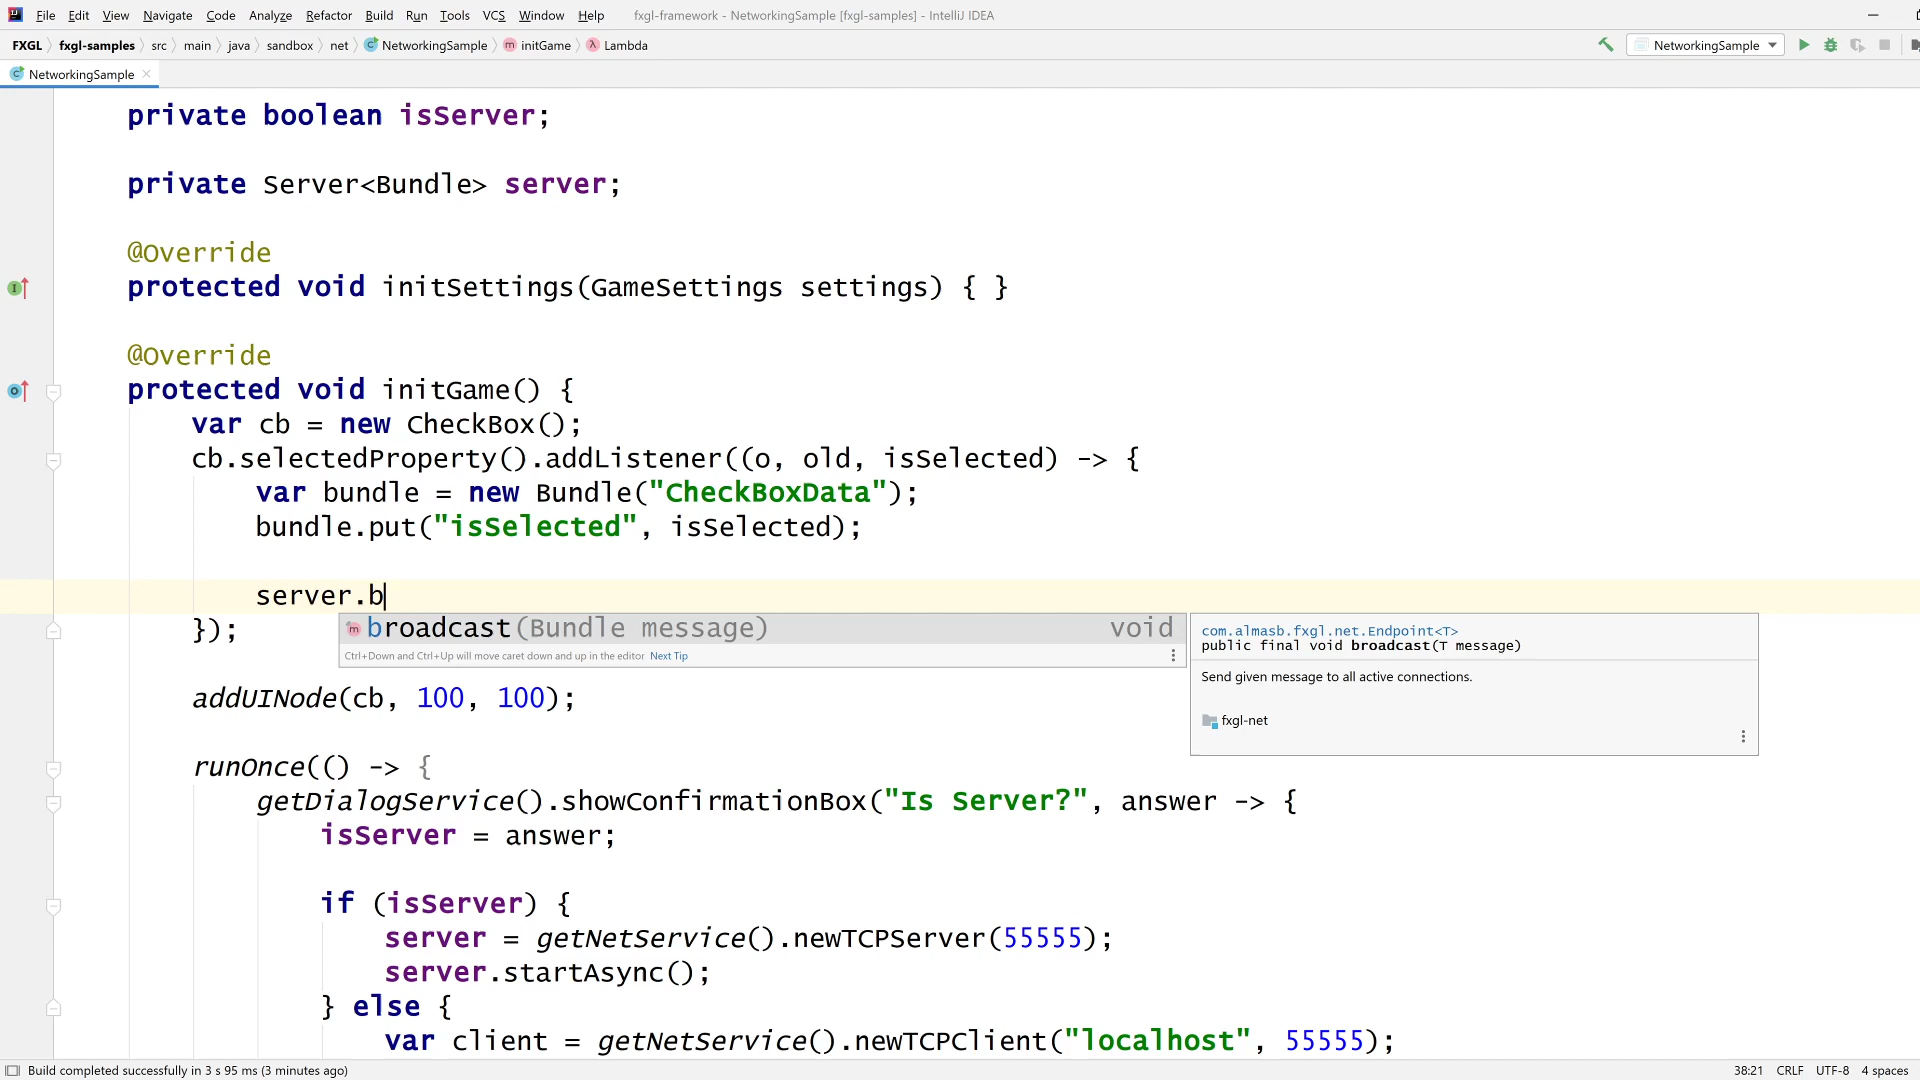 File Edit View Navigate Code Analyze Refactor Build Run Tools VCS Window Help fxgl-framework - NetworkingSample [fxgl-samples] - IntelliJ IDEA
FXGL fxgl-samples src main java sandbox net NetworkingSample initGame Lambda NetworkingSample
NetworkingSample
private boolean isServer;
private Server<Bundle> server;
@Override
protected void initSettings(GameSettings settings) { }
@Override
protected void initGame() {
var cb = new CheckBox();
cb.selectedProperty().addListener((o, old, isSelected) -> {
var bundle = new Bundle("CheckBoxData");
bundle.put("isSelected", isSelected);
server.b
});
broadcast(Bundle message) void
Ctrl+Down and Ctrl+Up will move caret down and up in the editor Next Tip
com.almasb.fxgl.net.Endpoint<T>
public final void broadcast(T message)
Send given message to all active connections.
fxgl-net
addUINode(cb, 100, 100);
runOnce(() -> {
getDialogService().showConfirmationBox("Is Server?", answer -> {
isServer = answer;
if (isServer) {
server = getNetService().newTCPServer(55555);
server.startAsync();
} else {
var client = getNetService().newTCPClient("localhost", 55555);
Build completed successfully in 3 s 95 ms (3 minutes ago) 38:21 CRLF UTF-8 4 spaces